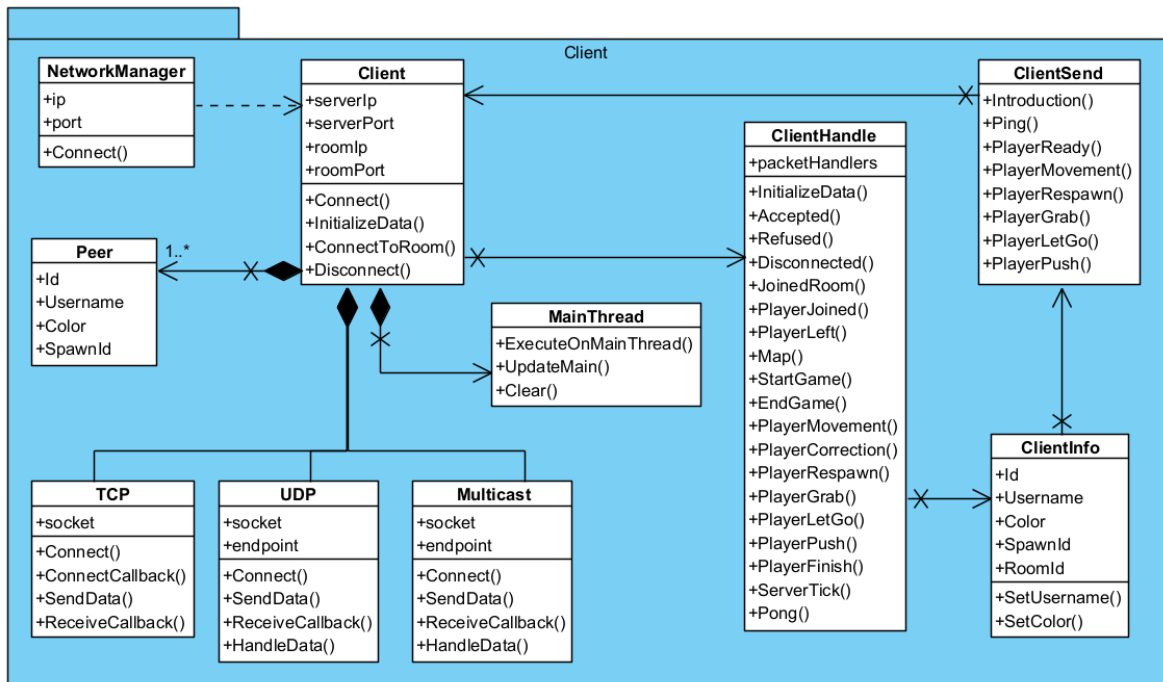 Client
NetworkManager
+ip
+port
+Connect()
Client
+serverIp
+serverPort
+roomIp
+roomPort
+Connect()
+InitializeData()
+ConnectToRoom()
+Disconnect()
ClientSend
+Introduction()
+Ping()
+PlayerReady()
+PlayerMovement()
+PlayerRespawn()
+PlayerGrab()
+PlayerLetGo()
+PlayerPush()
ClientHandle
+packetHandlers
+InitializeData()
+Accepted()
+Refused()
+Disconnected()
+JoinedRoom()
+PlayerJoined()
+PlayerLeft()
+Map()
+StartGame()
+EndGame()
+PlayerMovement()
+PlayerCorrection()
+PlayerRespawn()
+PlayerGrab()
+PlayerLetGo()
+PlayerPush()
+PlayerFinish()
+ServerTick()
+Pong()
Peer
+Id
+Username
+Color
+SpawnId
1..*
MainThread
+ExecuteOnMainThread()
+UpdateMain()
+Clear()
ClientInfo
+Id
+Username
+Color
+SpawnId
+RoomId
+SetUsername()
+SetColor()
TCP
+socket
+Connect()
+ConnectCallback()
+SendData()
+ReceiveCallback()
UDP
+socket
+endpoint
+Connect()
+SendData()
+ReceiveCallback()
+HandleData()
Multicast
+socket
+endpoint
+Connect()
+SendData()
+ReceiveCallback()
+HandleData()